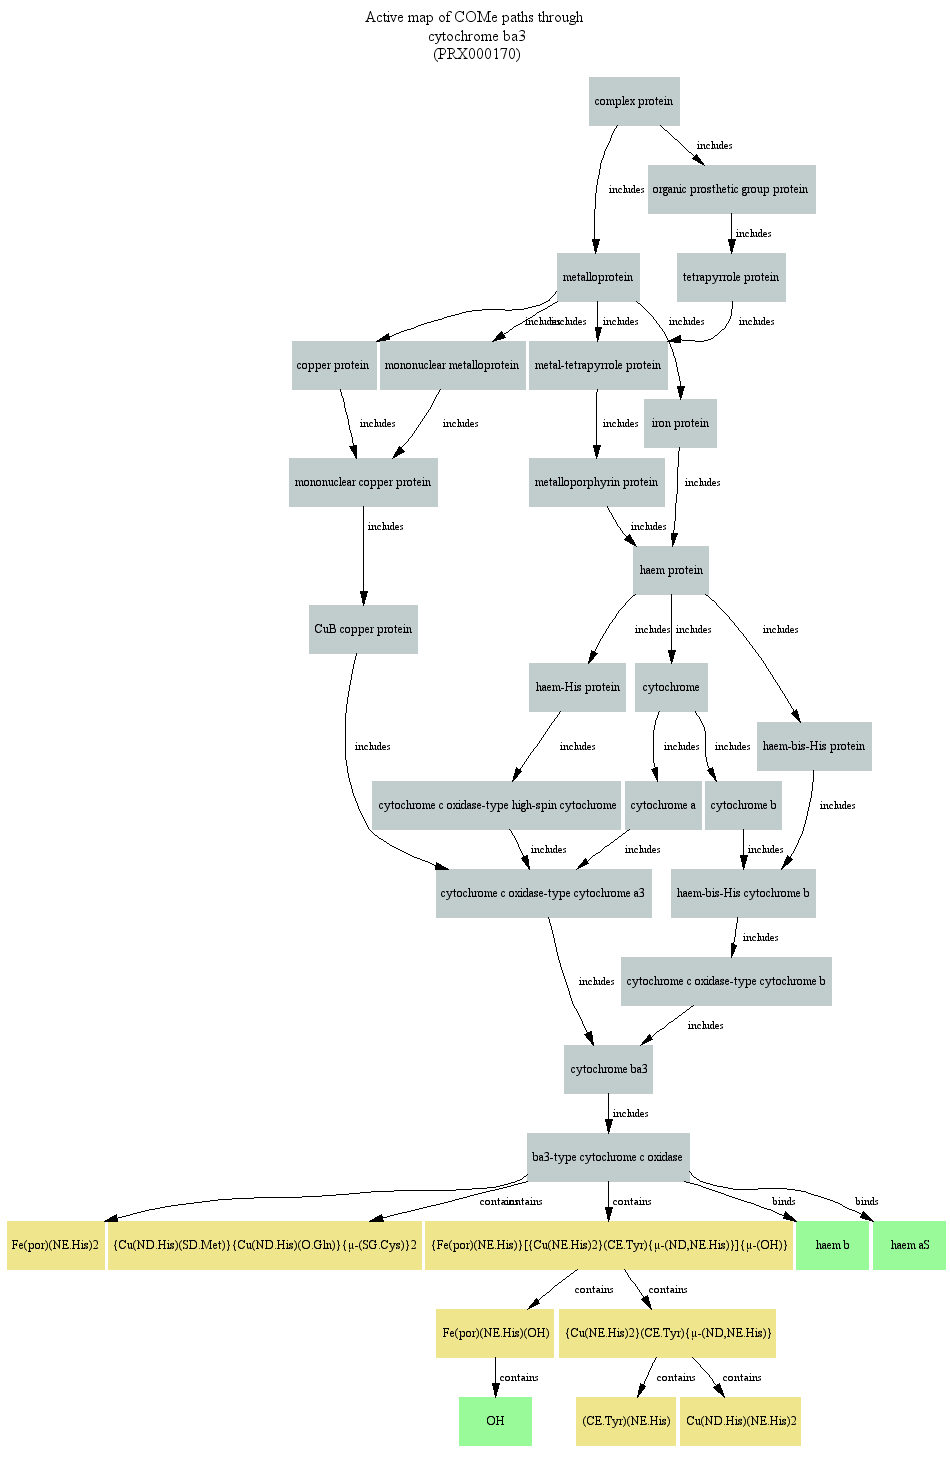 Active map of COMe paths through
cytochrome ba3
(PRX000170)
complex protein
includes
includes
organic prosthetic group protein
includes
metalloprotein
tetrapyrrole protein
includes
includes
includes
includes
includes
copper protein
mononuclear metalloprotein
metal-tetrapyrrole protein
iron protein
includes
includes
includes
mononuclear copper protein
metalloporphyrin protein
includes
includes
includes
haem protein
CuB copper protein
includes
includes
includes
haem-His protein
cytochrome
haem-bis-His protein
includes
includes
includes
includes
cytochrome c oxidase-type high-spin cytochrome
cytochrome a
cytochrome b
includes
includes
includes
includes
cytochrome c oxidase-type cytochrome a3
haem-bis-His cytochrome b
includes
cytochrome c oxidase-type cytochrome b
includes
includes
cytochrome ba3
includes
ba3-type cytochrome c oxidase
contains
contains
contains
binds
binds
Fe(por)(NE.His)2
{Cu(ND.His)(SD.Met)}{Cu(ND.His)(O.Gln)}{μ-(SG.Cys)}2
{Fe(por)(NE.His)}[{Cu(NE.His)2}(CE.Tyr){μ-(ND,NE.His)}]{μ-(OH)}
haem b
haem aS
contains
contains
Fe(por)(NE.His)(OH)
{Cu(NE.His)2}(CE.Tyr){μ-(ND,NE.His)}
contains
contains
contains
OH
(CE.Tyr)(NE.His)
Cu(ND.His)(NE.His)2